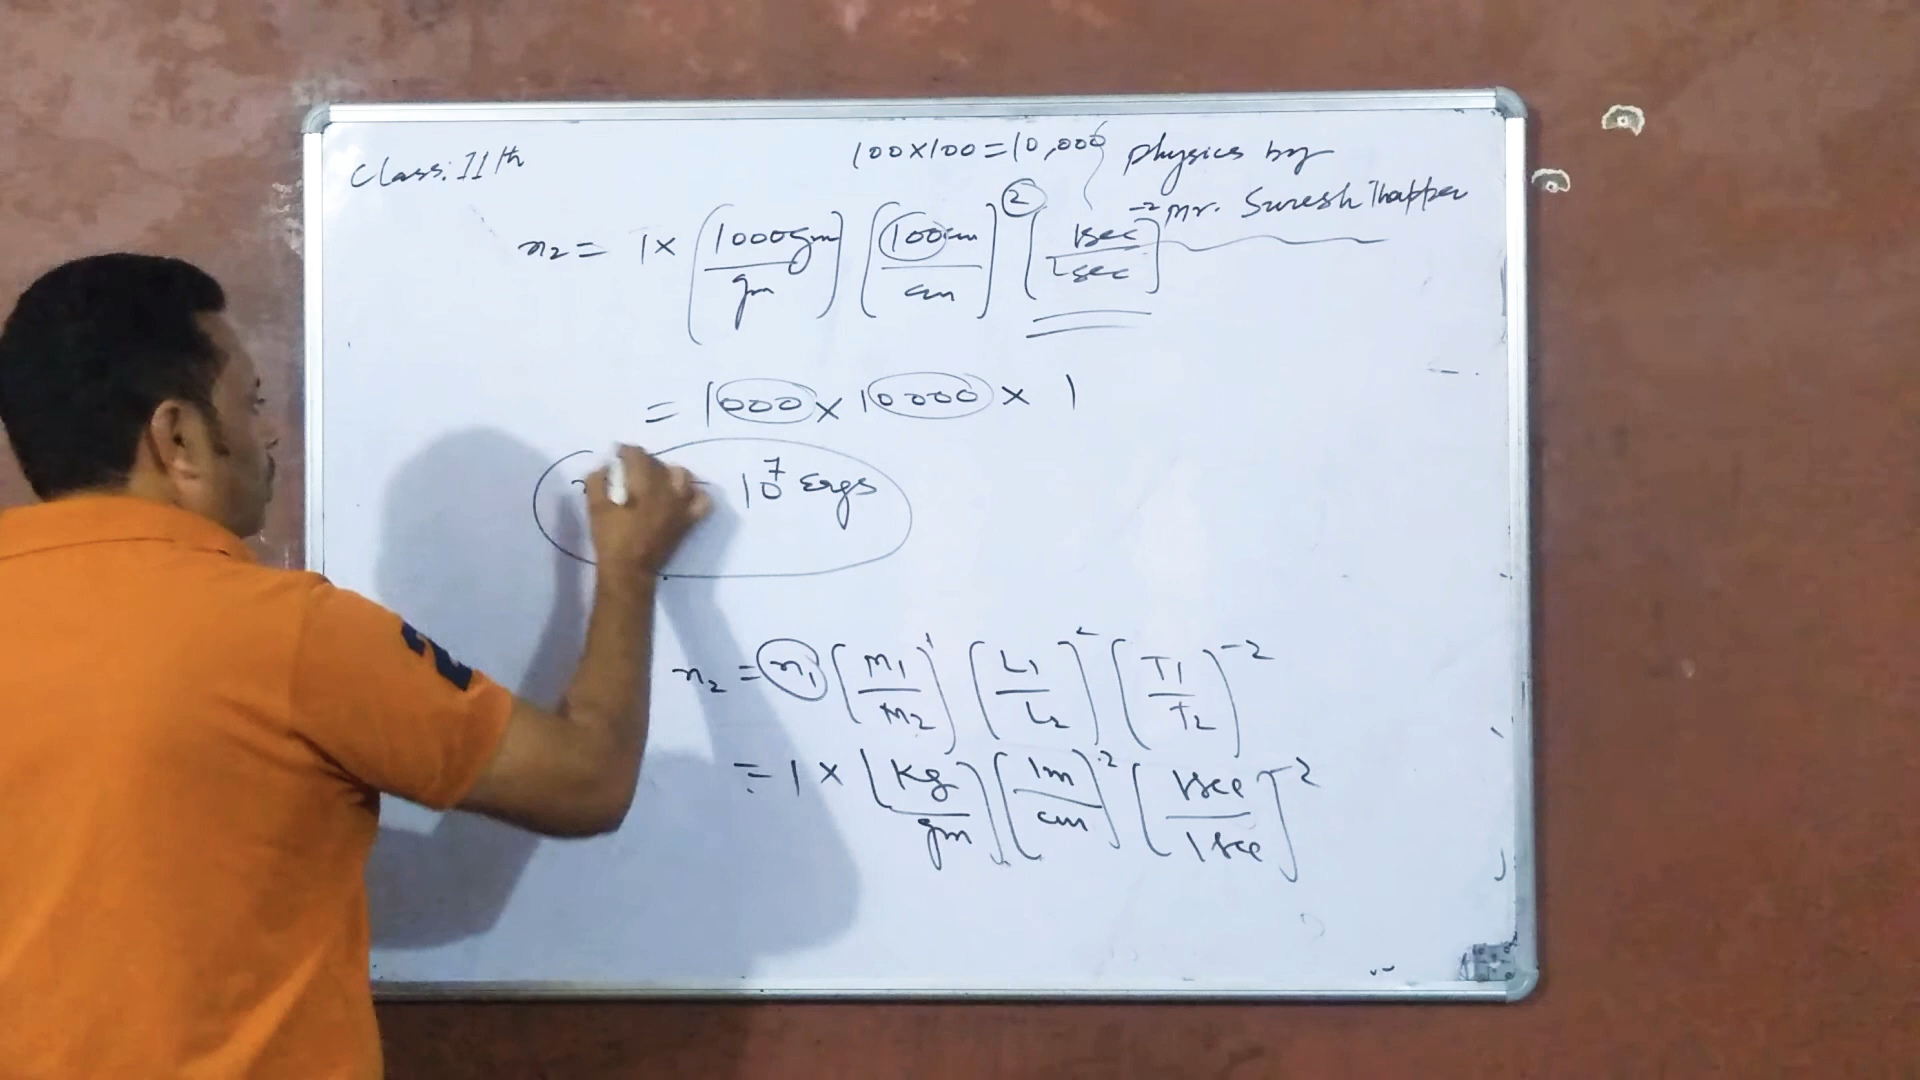 Class: 11th
100×100=10,000
physics by
Mr. Suresh Thapper
n₂ = 1 × (1000gm/gm) (100cm/cm)² [1sec/1sec]⁻²
= 1000 × 10000 × 1
= 10⁷ Ergs
n₂ = n₁ [M₁/M₂]¹ [L₁/L₂]² [T₁/T₂]⁻²
= 1 × [kg/gm] [1m/cm]² [1sec/1sec]⁻²